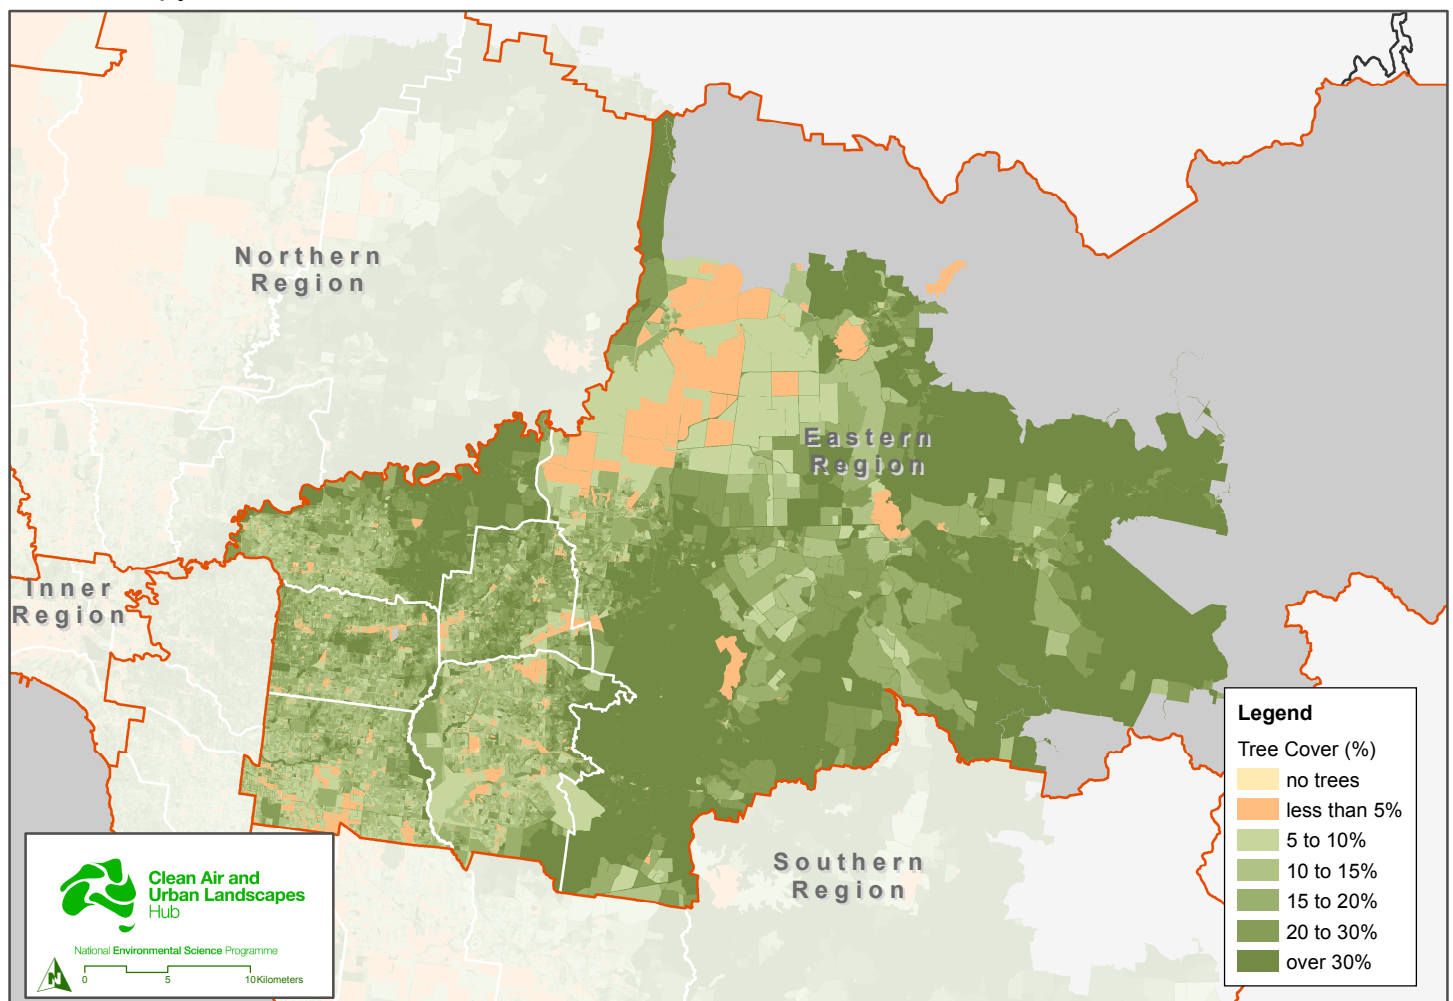 Northern
Region
Eastern
Region
Inner
Region
Southern
Region
Legend
Tree Cover (%)
no trees
less than 5%
5 to 10%
10 to 15%
15 to 20%
20 to 30%
over 30%
Clean Air and
Urban Landscapes
Hub
National Environmental Science Programme
N
0 5 10 Kilometers